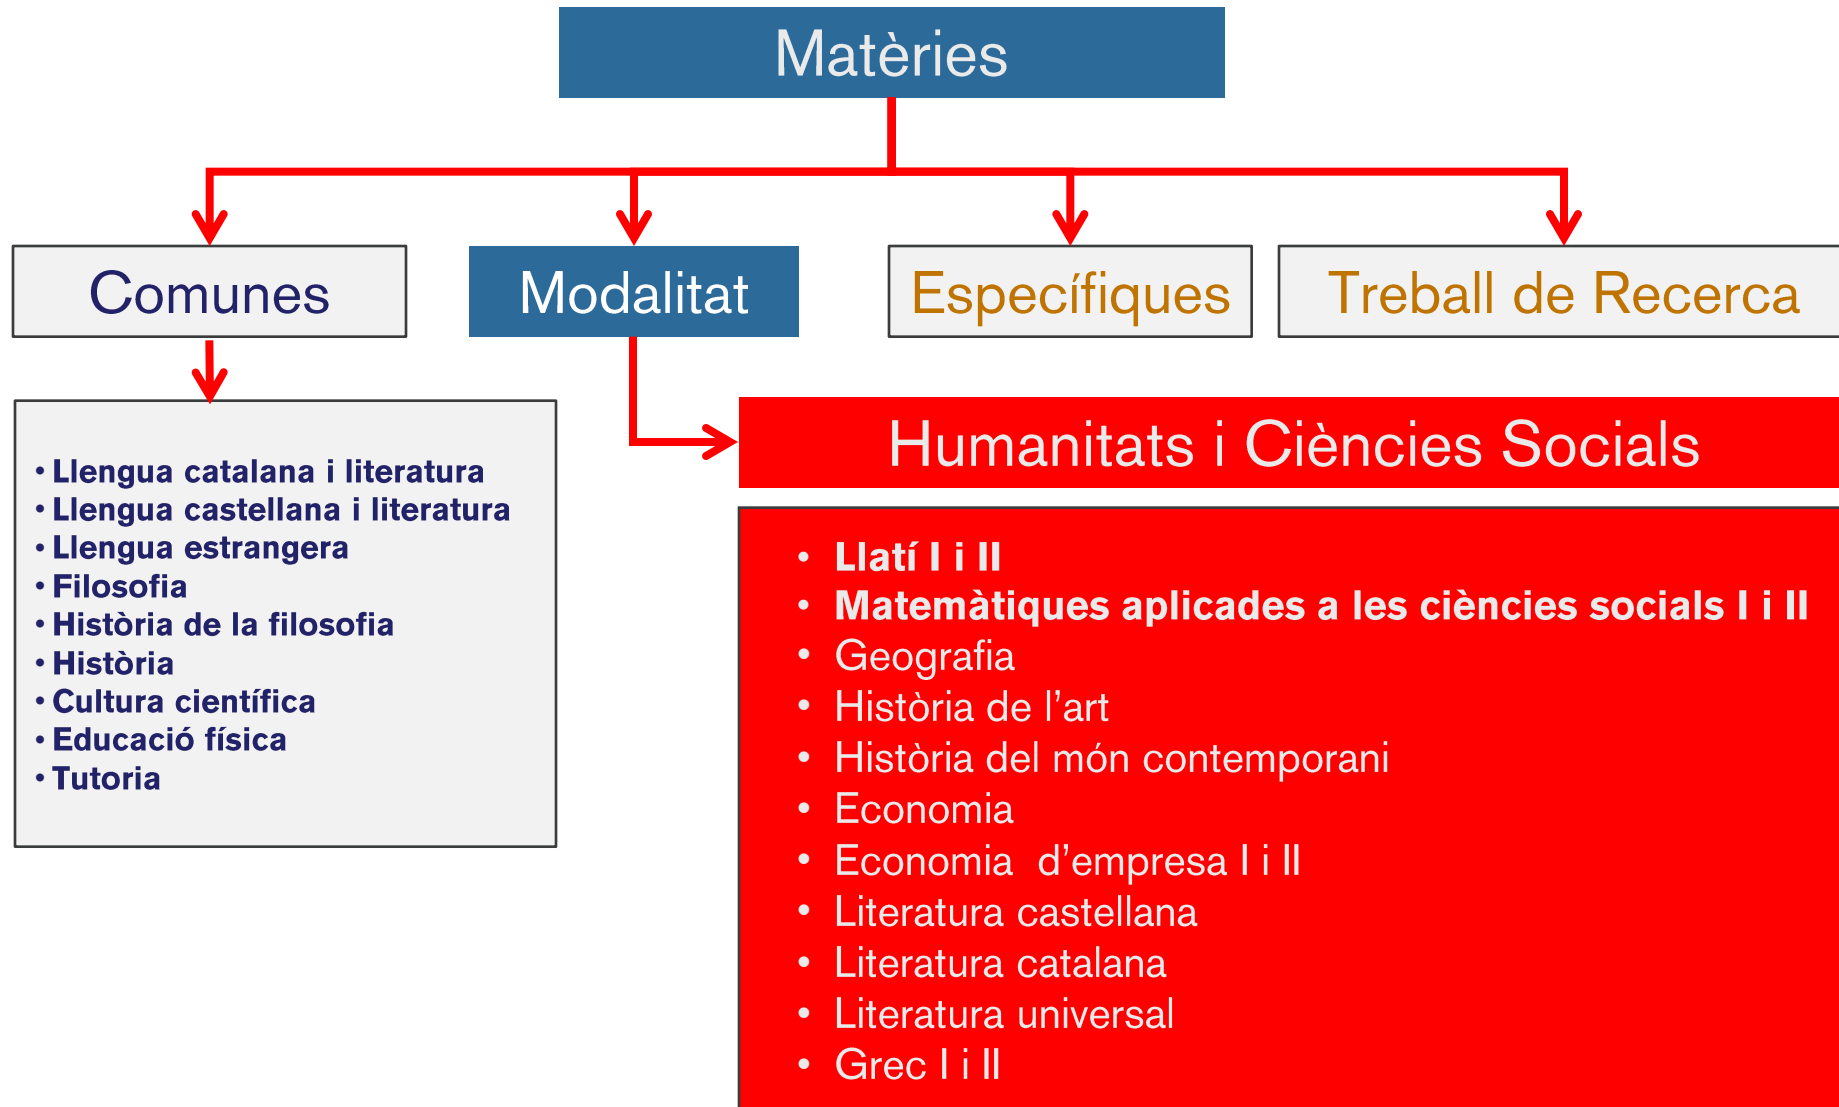 Matèries
Comunes
Modalitat
Específiques
Treball de Recerca
• Llengua catalana i literatura
• Llengua castellana i literatura
• Llengua estrangera
• Filosofia
• Història de la filosofia
• Història
• Cultura científica
• Educació física
• Tutoria
Humanitats i Ciències Socials
• Llatí I i II
• Matemàtiques aplicades a les ciències socials I i II
• Geografia
• Història de l’art
• Història del món contemporani
• Economia
• Economia  d’empresa I i II
• Literatura castellana
• Literatura catalana
• Literatura universal
• Grec I i II